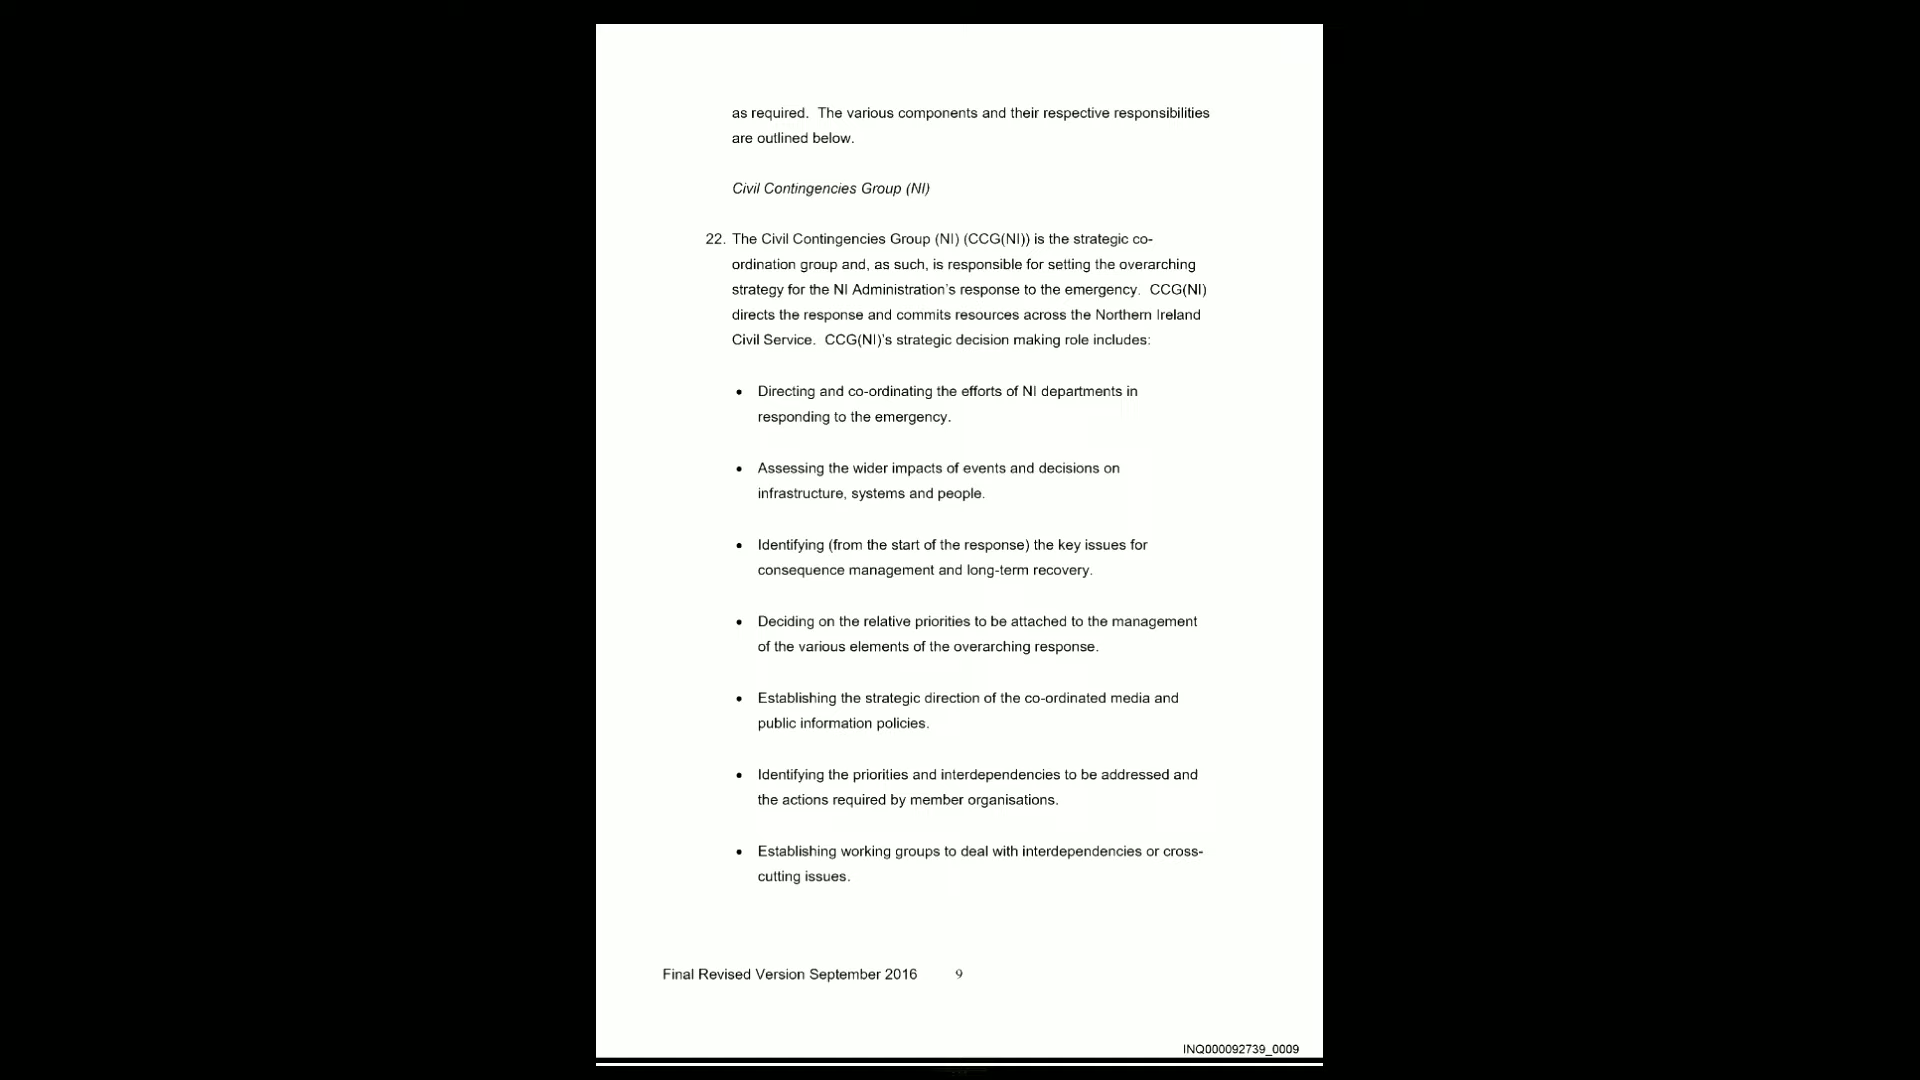 as required.  The various components and their respective responsibilities
are outlined below.
Civil Contingencies Group (NI)
22. The Civil Contingencies Group (NI) (CCG(NI)) is the strategic co-
ordination group and, as such, is responsible for setting the overarching
strategy for the NI Administration's response to the emergency.  CCG(NI)
directs the response and commits resources across the Northern Ireland
Civil Service.  CCG(NI)'s strategic decision making role includes:
• Directing and co-ordinating the efforts of NI departments in
responding to the emergency.
• Assessing the wider impacts of events and decisions on
infrastructure, systems and people.
• Identifying (from the start of the response) the key issues for
consequence management and long-term recovery.
• Deciding on the relative priorities to be attached to the management
of the various elements of the overarching response.
• Establishing the strategic direction of the co-ordinated media and
public information policies.
• Identifying the priorities and interdependencies to be addressed and
the actions required by member organisations.
• Establishing working groups to deal with interdependencies or cross-
cutting issues.
Final Revised Version September 2016 9
INQ000092739_0009